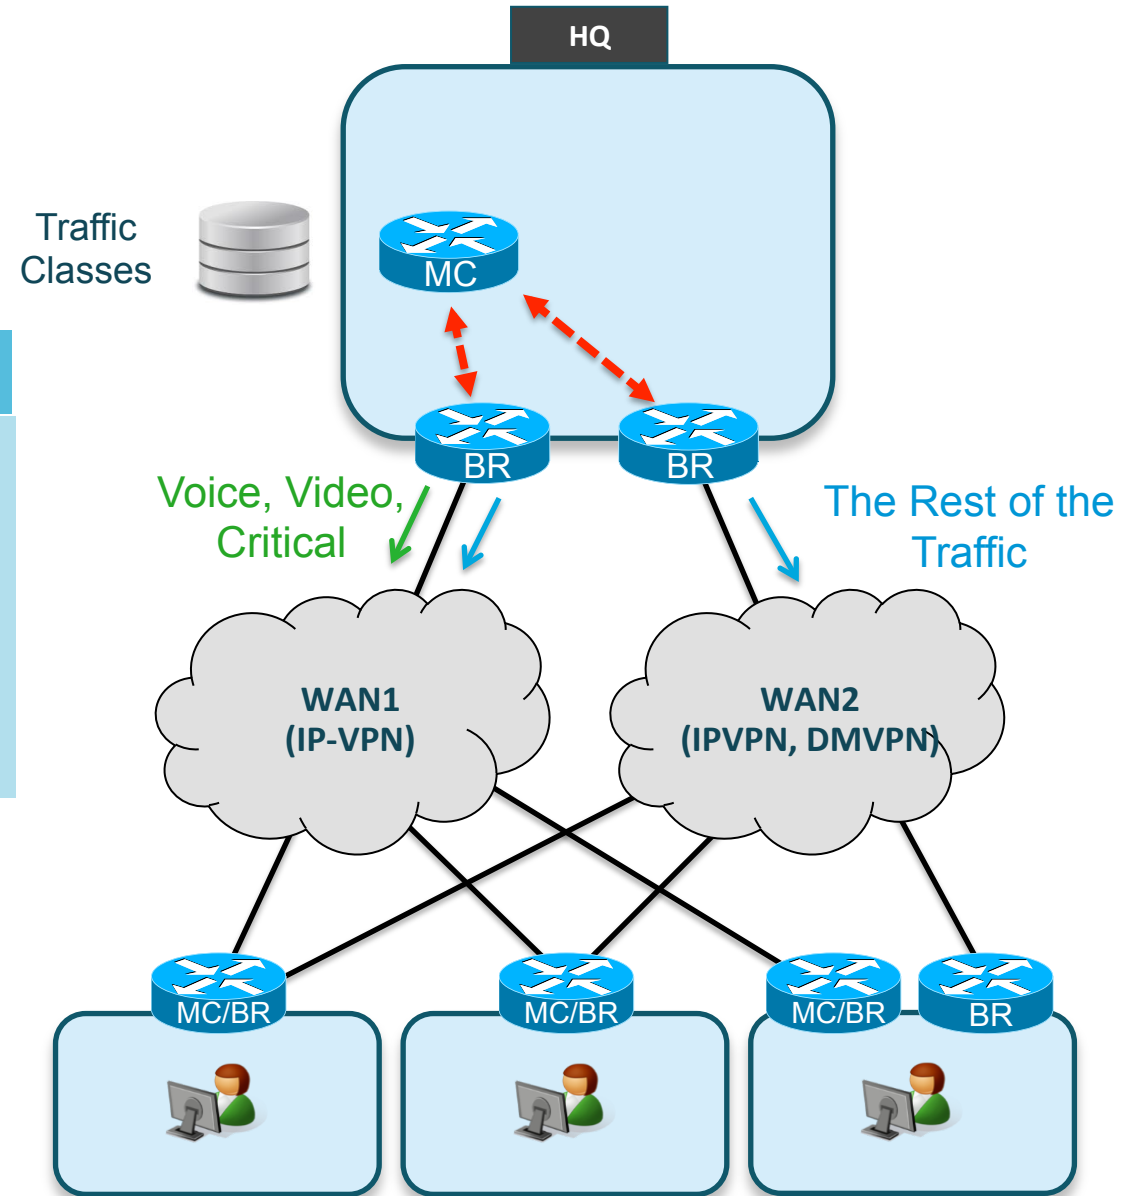 HQ
Traffic
Classes
MC
BR
BR
Voice, Video,
Critical
The Rest of the
Traffic
WAN1
(IP-VPN)
WAN2
(IPVPN, DMVPN)
MC/BR
MC/BR
MC/BR
BR